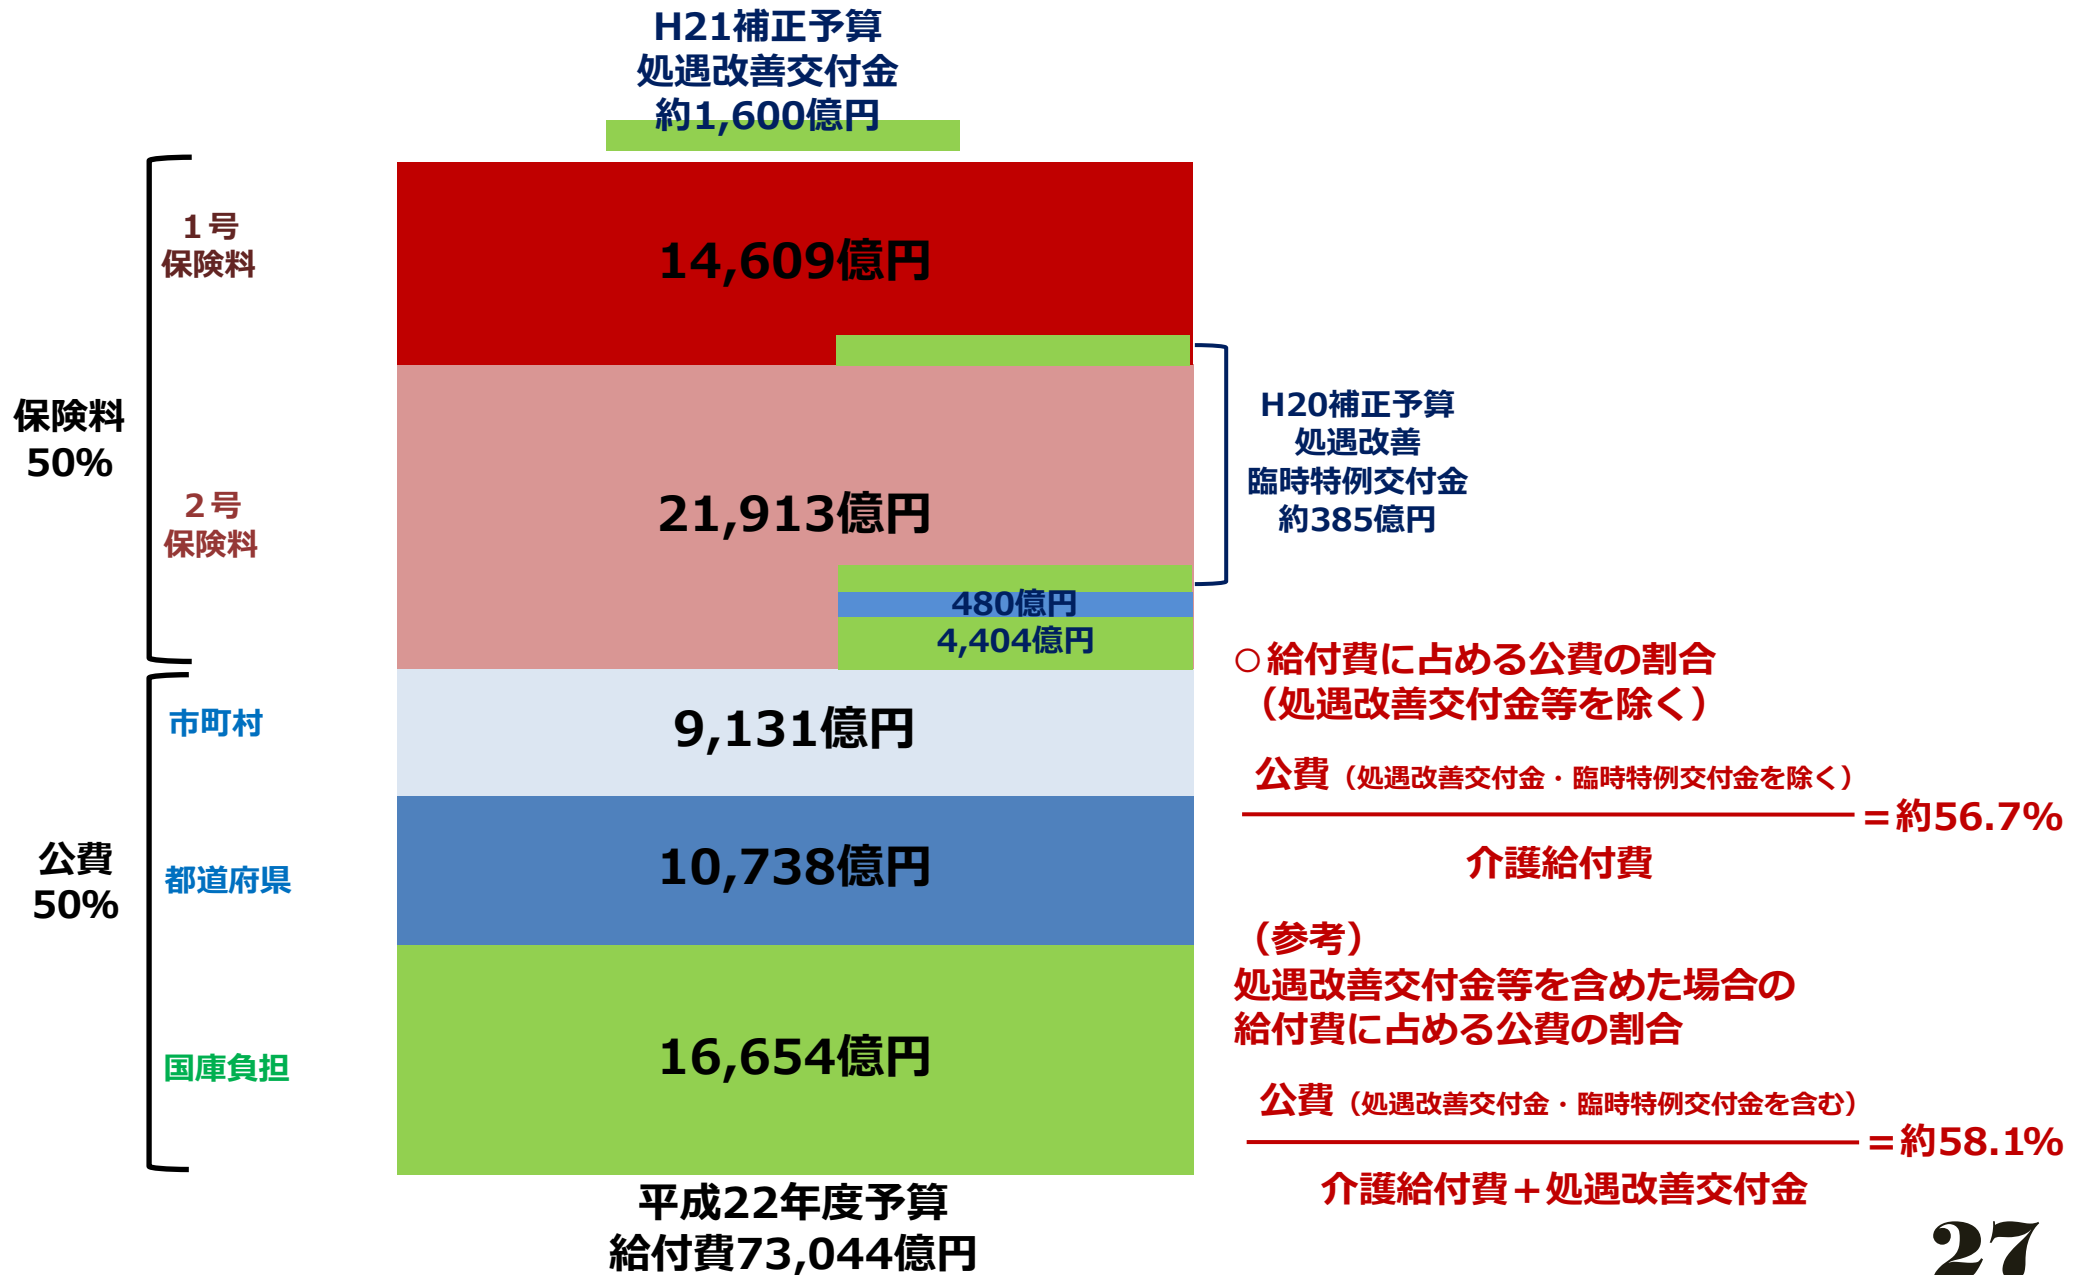 H21補正予算
処遇改善交付金
約1,600億円
１号
保険料
14,609億円
保険料
50%
２号
保険料
21,913億円
H20補正予算
処遇改善
臨時特例交付金
約385億円
480億円
4,404億円
市町村
9,131億円
公費
50%
都道府県
10,738億円
国庫負担
16,654億円
平成22年度予算
給付費73,044億円
○給付費に占める公費の割合
（処遇改善交付金等を除く）
公費（処遇改善交付金・臨時特例交付金を除く）
＝約56.7%
介護給付費
（参考）
処遇改善交付金等を含めた場合の
給付費に占める公費の割合
公費（処遇改善交付金・臨時特例交付金を含む）
＝約58.1%
介護給付費＋処遇改善交付金
27